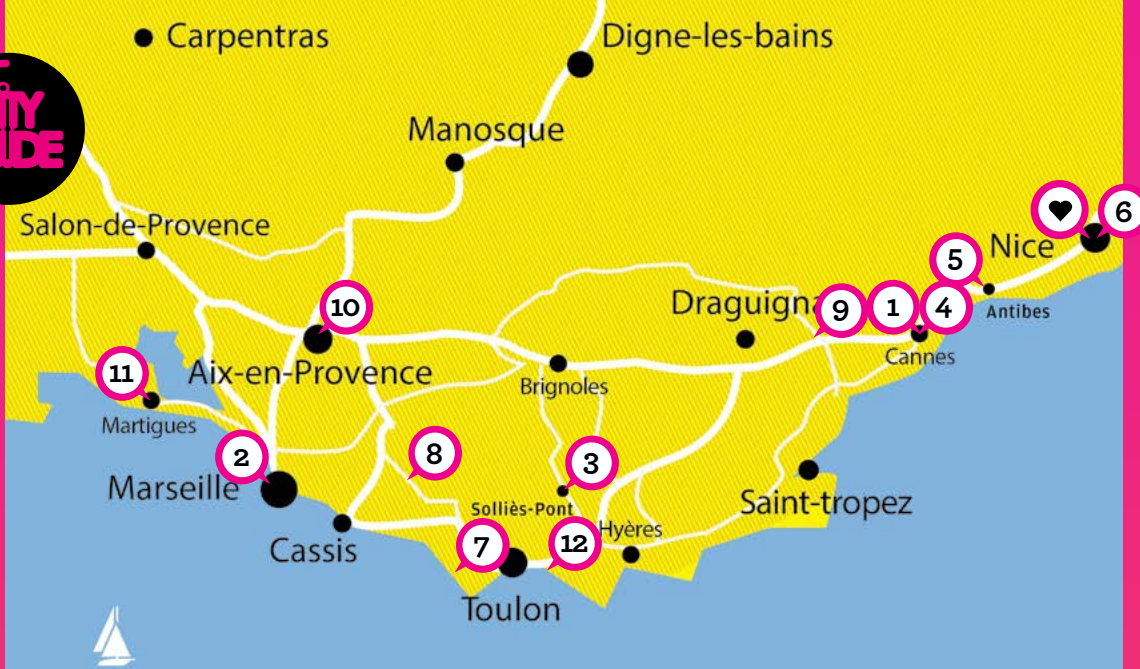 Carpentras
Digne-les-bains
Manosque
Salon-de-Provence
6
Nice
5
Draguigna
9
1
4
10
Antibes
Cannes
11
Aix-en-Provence
Brignoles
Martigues
2
8
3
Marseille
Solliès-Pont
Saint-tropez
Hyères
Cassis
7
12
Toulon